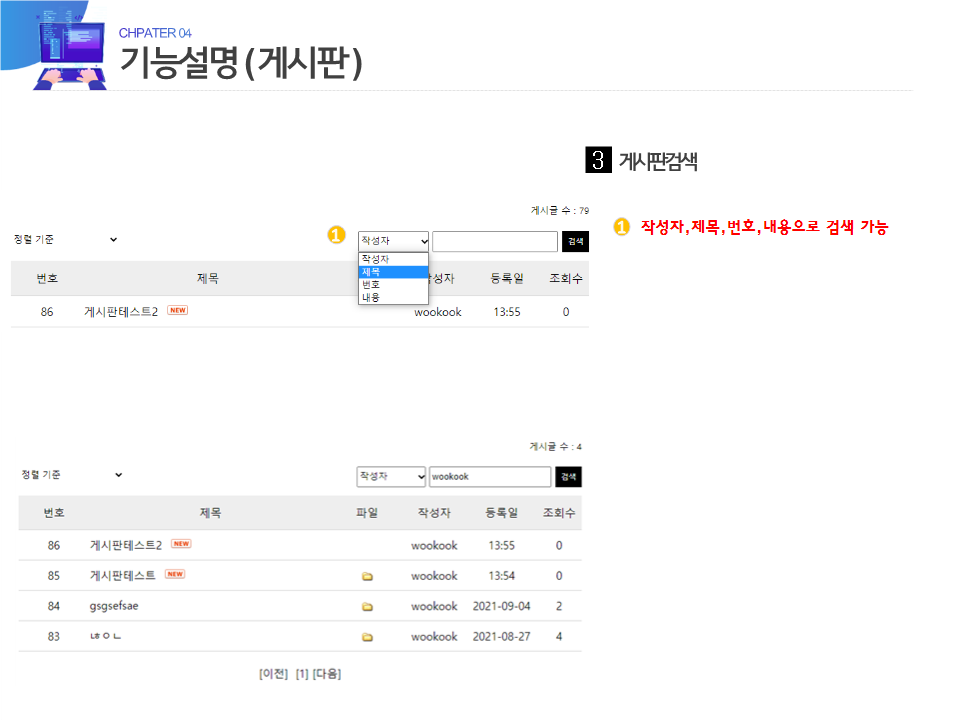 CHPATER 04
기능설명 ( 게시판 )
3 게시판검색
게시글 수 : 79
1 작성자,제목,번호,내용으로 검색 가능
정렬 기준 1 작성자 검색
작성자
제목
번호
내용
번호 제목 작성자 등록일 조회수
86 게시판테스트2 NEW wookook 13:55 0
게시글 수 : 4
정렬 기준 작성자 wookook 검색
번호 제목 파일 작성자 등록일 조회수
86 게시판테스트2 NEW wookook 13:55 0
85 게시판테스트 NEW wookook 13:54 0
84 gsgsefsae wookook 2021-09-04 2
83 wookook 2021-08-27 4
[이전] [1] [다음]